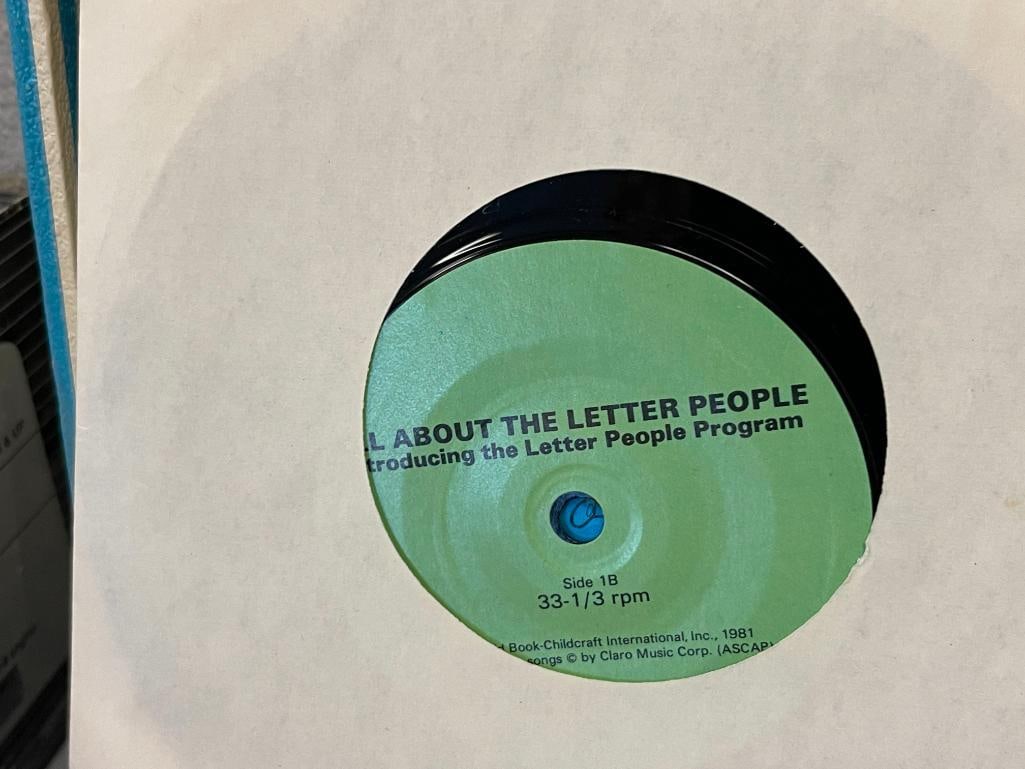 LL ABOUT THE LETTER PEOPLE
troducing the Letter People Program
Side 1B
33-1/3 rpm
d Book-Childcraft International, Inc., 1981
songs © by Claro Music Corp. (ASCAP)